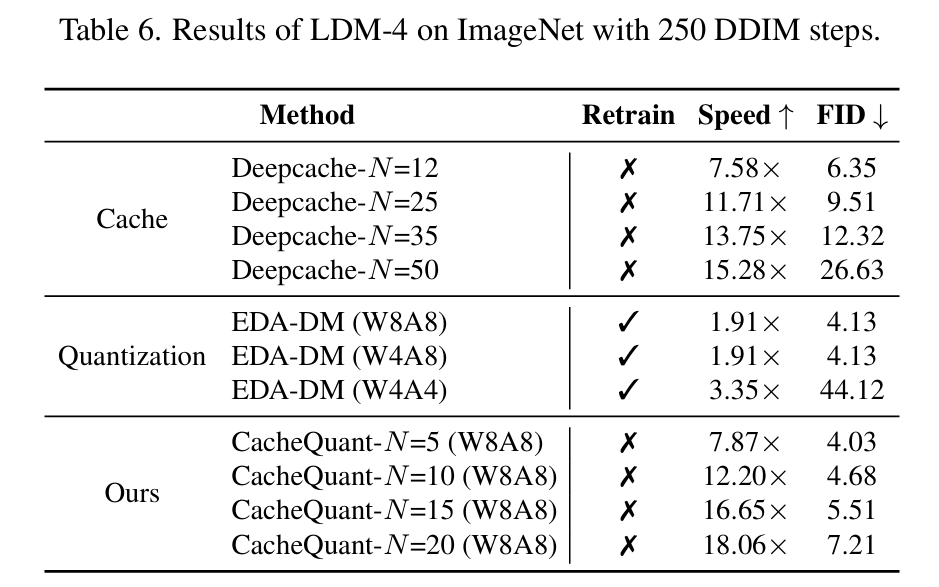 Table 6. Results of LDM-4 on ImageNet with 250 DDIM steps.
Method Retrain Speed ↑ FID ↓
Cache
Deepcache-N=12 ✗ 7.58× 6.35
Deepcache-N=25 ✗ 11.71× 9.51
Deepcache-N=35 ✗ 13.75× 12.32
Deepcache-N=50 ✗ 15.28× 26.63
Quantization
EDA-DM (W8A8) ✓ 1.91× 4.13
EDA-DM (W4A8) ✓ 1.91× 4.13
EDA-DM (W4A4) ✓ 3.35× 44.12
Ours
CacheQuant-N=5 (W8A8) ✗ 7.87× 4.03
CacheQuant-N=10 (W8A8) ✗ 12.20× 4.68
CacheQuant-N=15 (W8A8) ✗ 16.65× 5.51
CacheQuant-N=20 (W8A8) ✗ 18.06× 7.21